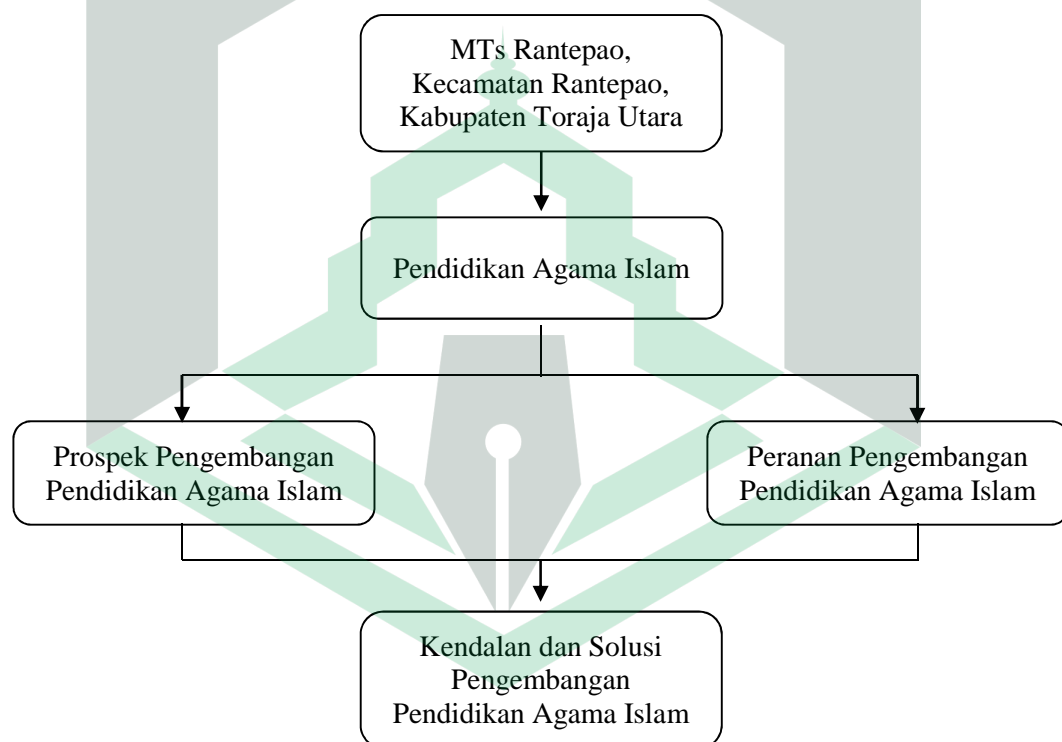 MTs Rantepao,
Kecamatan Rantepao,
Kabupaten Toraja Utara
Pendidikan Agama Islam
Prospek Pengembangan
Pendidikan Agama Islam
Peranan Pengembangan
Pendidikan Agama Islam
Kendalan dan Solusi
Pengembangan
Pendidikan Agama Islam